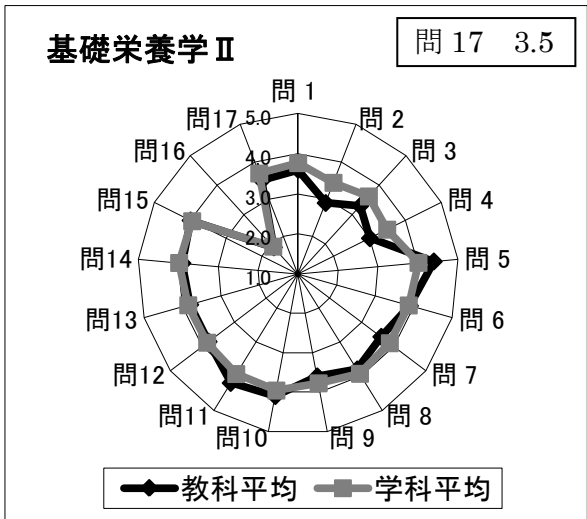 基礎栄養学Ⅱ
問 17 3.5
問 1
問 2
問 3
問 4
問 5
問 6
問 7
問 8
問 9
問10
問11
問12
問13
問14
問15
問16
問17
5.0
4.0
3.0
2.0
1.0
教科平均
学科平均